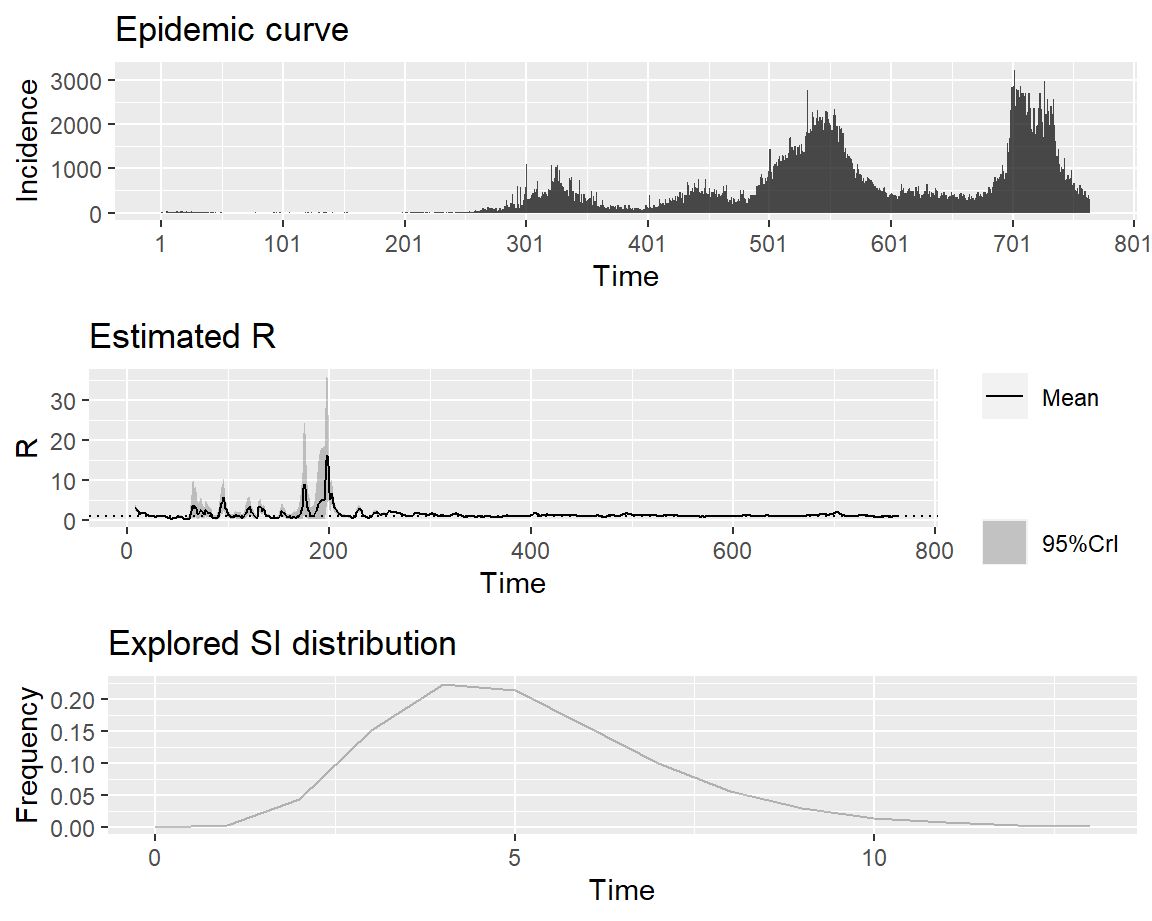 Epidemic curve
Incidence
3000
2000
1000
0
1 101 201 301 401 501 601 701 801
Time
Estimated R
R
30
20
10
0
0 200 400 600 800
Time
Mean
95%CrI
Explored SI distribution
Frequency
0.20
0.15
0.10
0.05
0.00
0 5 10
Time